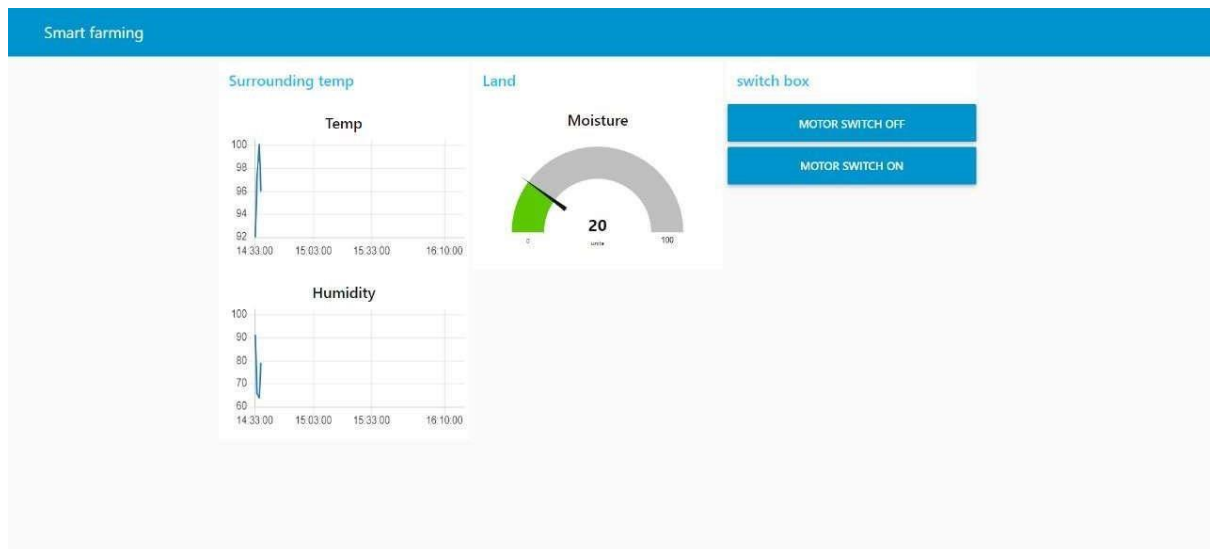 Smart farming
Surrounding temp
Temp
100
98
96
94
92
14:33:00 15:03:00 15:33:00 16:10:00
Humidity
100
90
80
70
60
14:33:00 15:03:00 15:33:00 16:10:00
Land
Moisture
20
units
0 100
switch box
MOTOR SWITCH OFF
MOTOR SWITCH ON